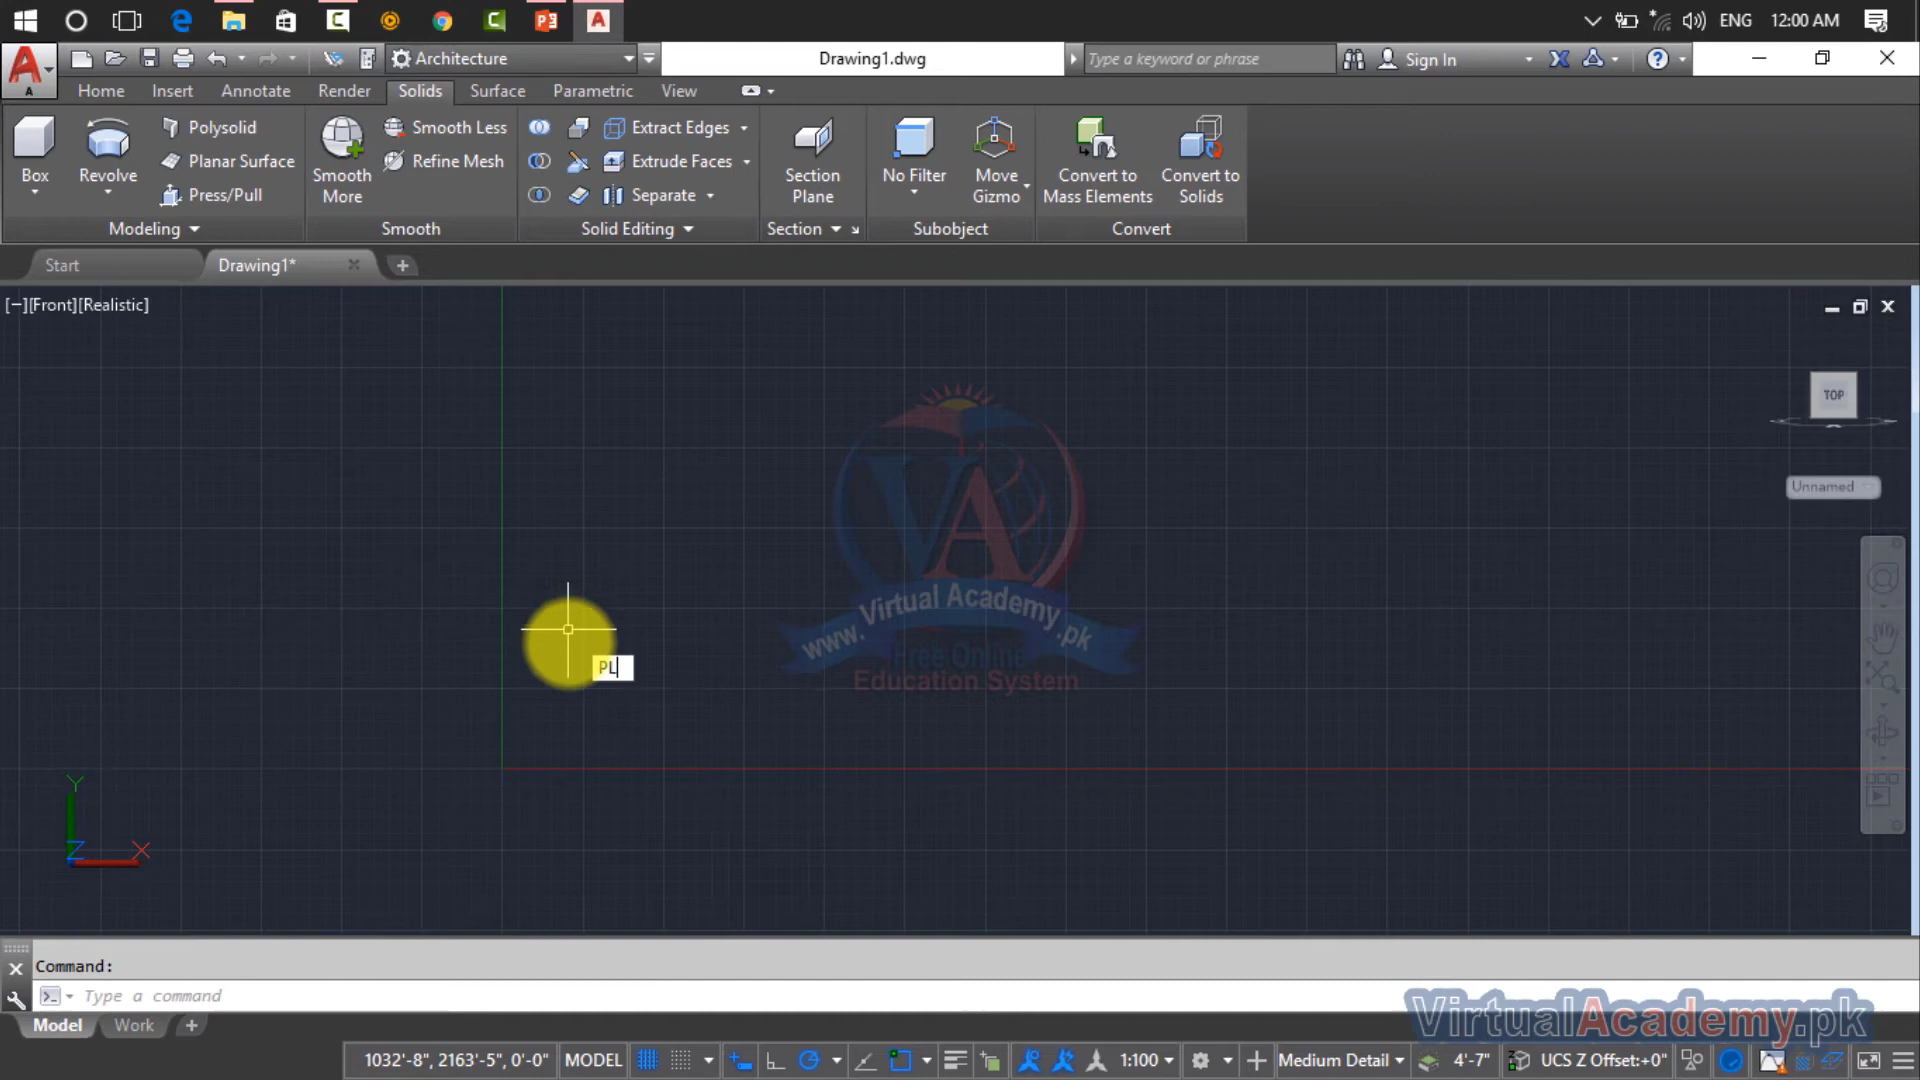 ENG 12:00 AM
Architecture
Drawing1.dwg
Type a keyword or phrase
Sign In
A
Home Insert Annotate Render Solids Surface Parametric View
Box
Revolve
Polysolid
Planar Surface
Press/Pull
Smooth More
Smooth Less
Refine Mesh
Extract Edges
Extrude Faces
Separate
Section Plane
No Filter
Move Gizmo
Convert to Mass Elements
Convert to Solids
Modeling Smooth Solid Editing Section Subobject Convert
Start Drawing1*
[−][Front][Realistic]
TOP
Unnamed
VA
www.VirtualAcademy.pk
Free Online
Education System
PL
Y
Z X
Command:
Type a command
VirtualAcademy.pk
Model Work
1032'-8", 2163'-5", 0'-0" MODEL 1:100 Medium Detail 4'-7" UCS Z Offset:+0"